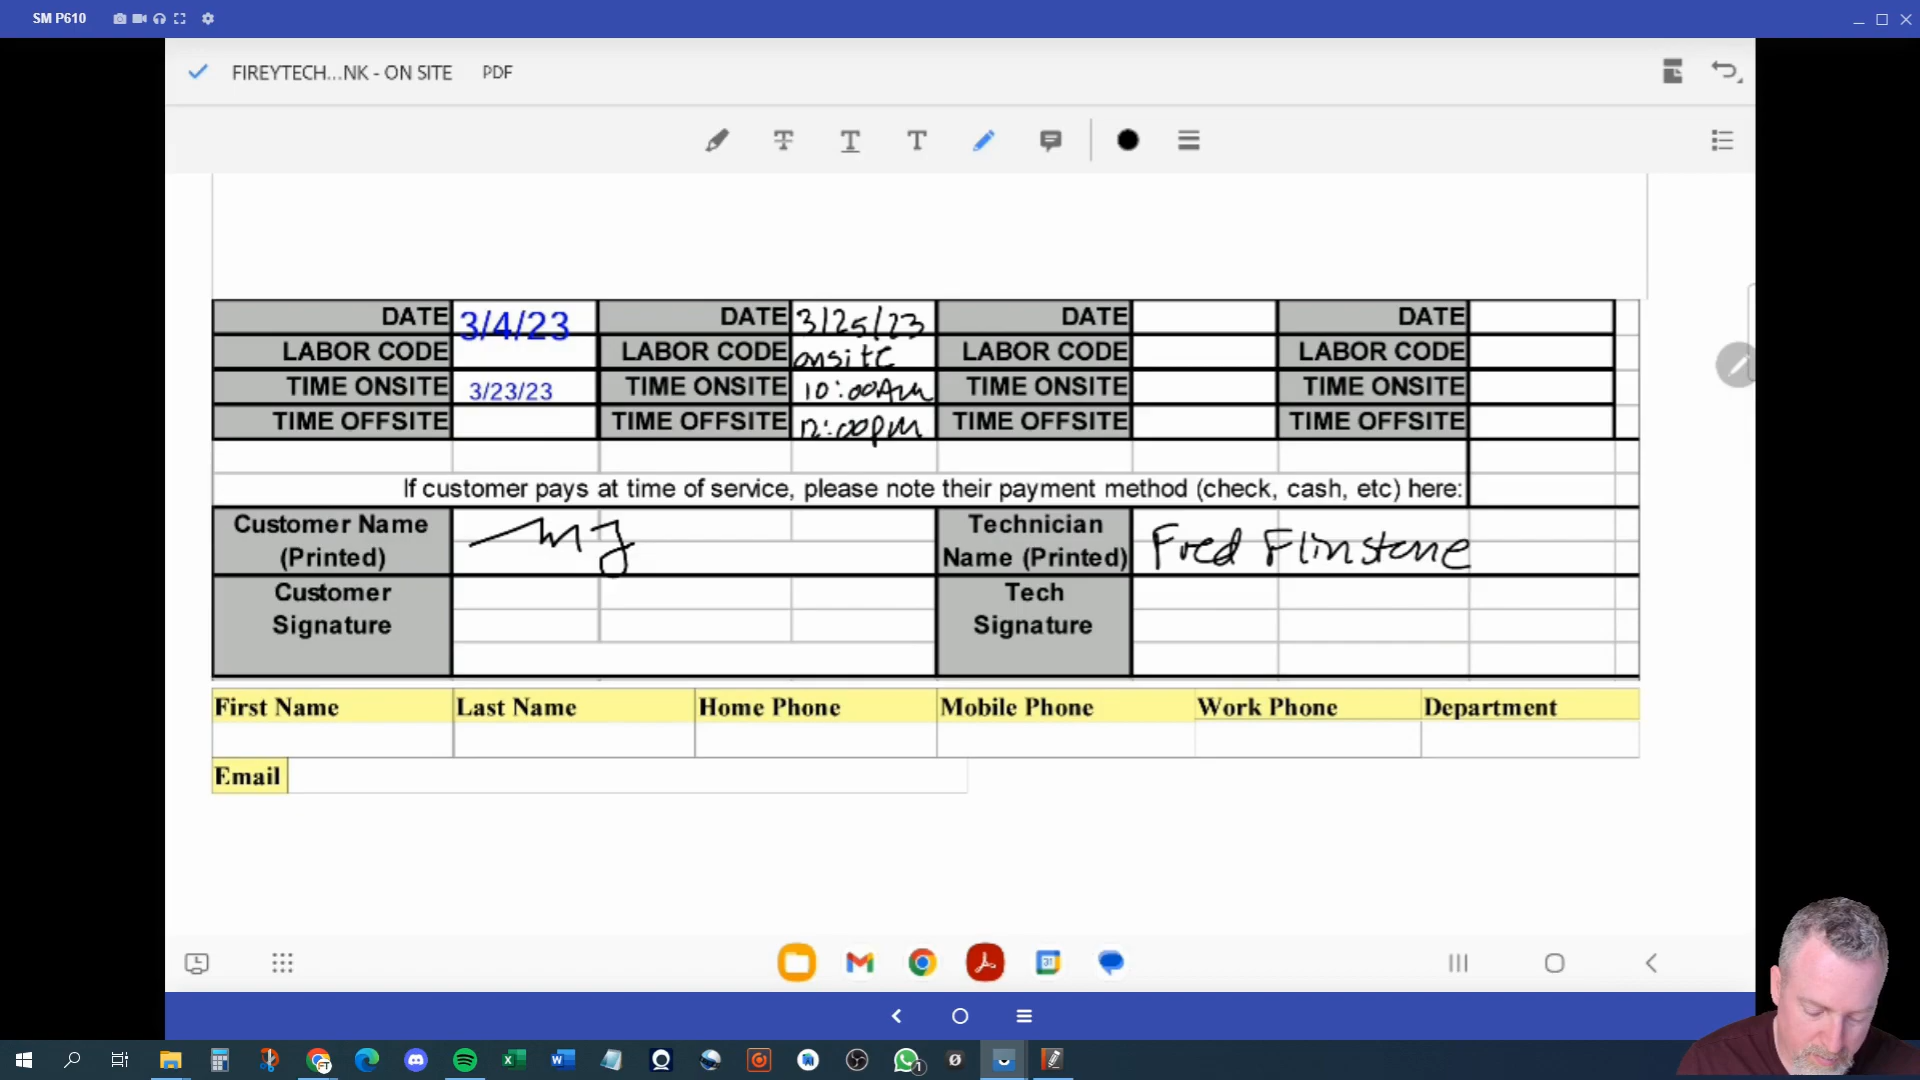 SM P610
FIREYTECH...NK - ON SITE PDF
DATE 3/4/23 DATE 3/25/23 DATE DATE
LABOR CODE LABOR CODE onsite LABOR CODE LABOR CODE
TIME ONSITE 3/23/23 TIME ONSITE 10:00AM TIME ONSITE TIME ONSITE
TIME OFFSITE TIME OFFSITE 12:00PM TIME OFFSITE TIME OFFSITE
If customer pays at time of service, please note their payment method (check, cash, etc) here:
Customer Name
(Printed)
Technician
Name (Printed)
Fred Flinstone
Customer
Signature
Tech
Signature
First Name Last Name Home Phone Mobile Phone Work Phone Department
Email